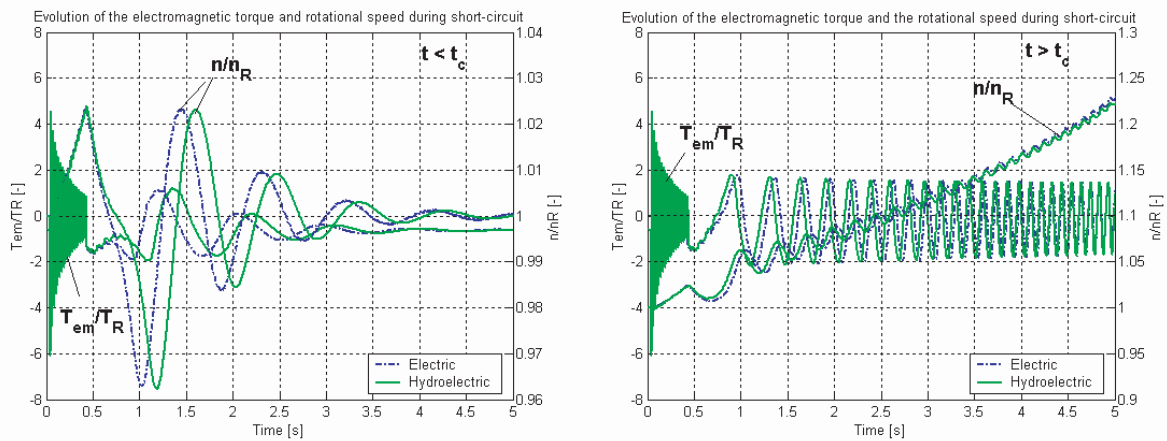 Evolution of the electromagnetic torque and rotational speed during short-circuit
8
6
4
2
0
-2
-4
-6
-8
Tem/TR [-]
1.04
1.03
1.02
1.01
1.00
0.99
0.98
0.97
0.96
n/nR [-]
t < tc
n/nR
Tem/TR
Electric
Hydroelectric
0 0.5 1 1.5 2 2.5 3 3.5 4 4.5 5
Time [s]
Evolution of the electromagnetic torque and the rotational speed during short-circuit
8
6
4
2
0
-2
-4
-6
-8
Tem/TR [-]
1.3
1.25
1.2
1.15
1.1
1.05
1
0.95
0.9
n/nR [-]
t > tc
n/nR
Tem/TR
Electric
Hydroelectric
0 0.5 1 1.5 2 2.5 3 3.5 4 4.5 5
Time [s]